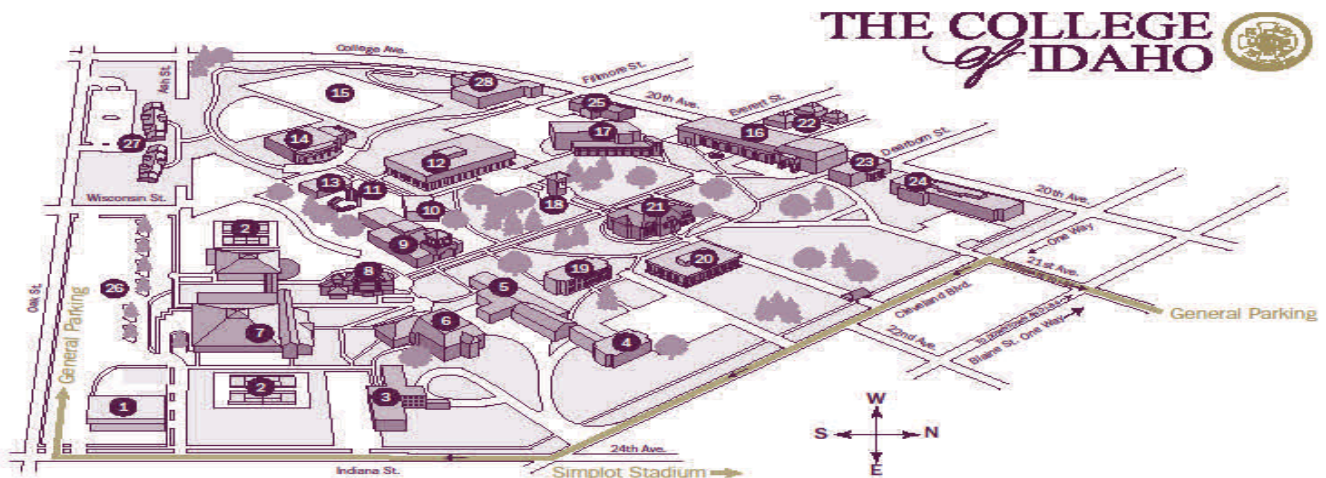 THE COLLEGE
of IDAHO
College Ave.
Ash St.
Fillmore St.
28
15
25
20th Ave.
Everett St.
22
27
14
17
16
12
Dearborn St.
23
13
11
24
Wisconsin St.
10
18
21
20th Ave.
2
9
One Way
20
19
8
21st Ave.
26
5
Oak St.
Cleveland Blvd.
General Parking
6
7
22nd Ave.
Blaine St. One Way
4
General Parking
2
1
3
W
S
N
E
24th Ave.
Indiana St.
Simplot Stadium